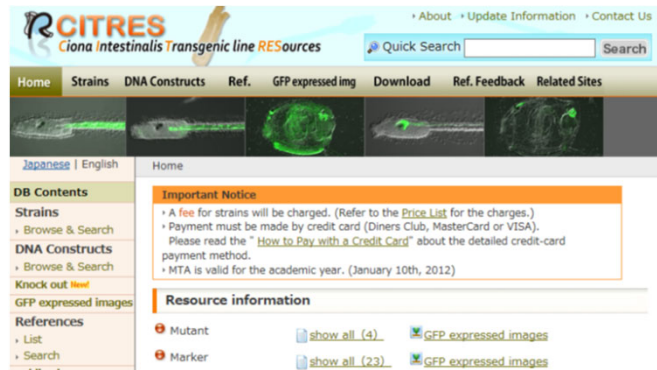 About Update Information Contact Us
CITRES
Ciona Intestinalis Transgenic line RESources
Quick Search Search
Home Strains DNA Constructs Ref. GFP expressed img Download Ref. Feedback Related Sites
Japanese | English
Home
DB Contents
Strains
Browse & Search
DNA Constructs
Browse & Search
Knock out New!
GFP expressed images
References
List
Search
Important Notice
A fee for strains will be charged. (Refer to the Price List for the charges.)
Payment must be made by credit card (Diners Club, MasterCard or VISA).
Please read the " How to Pay with a Credit Card" about the detailed credit-card
payment method.
MTA is valid for the academic year. (January 10th, 2012)
Resource information
Mutant show all (4) GFP expressed images
Marker show all (23) GFP expressed images